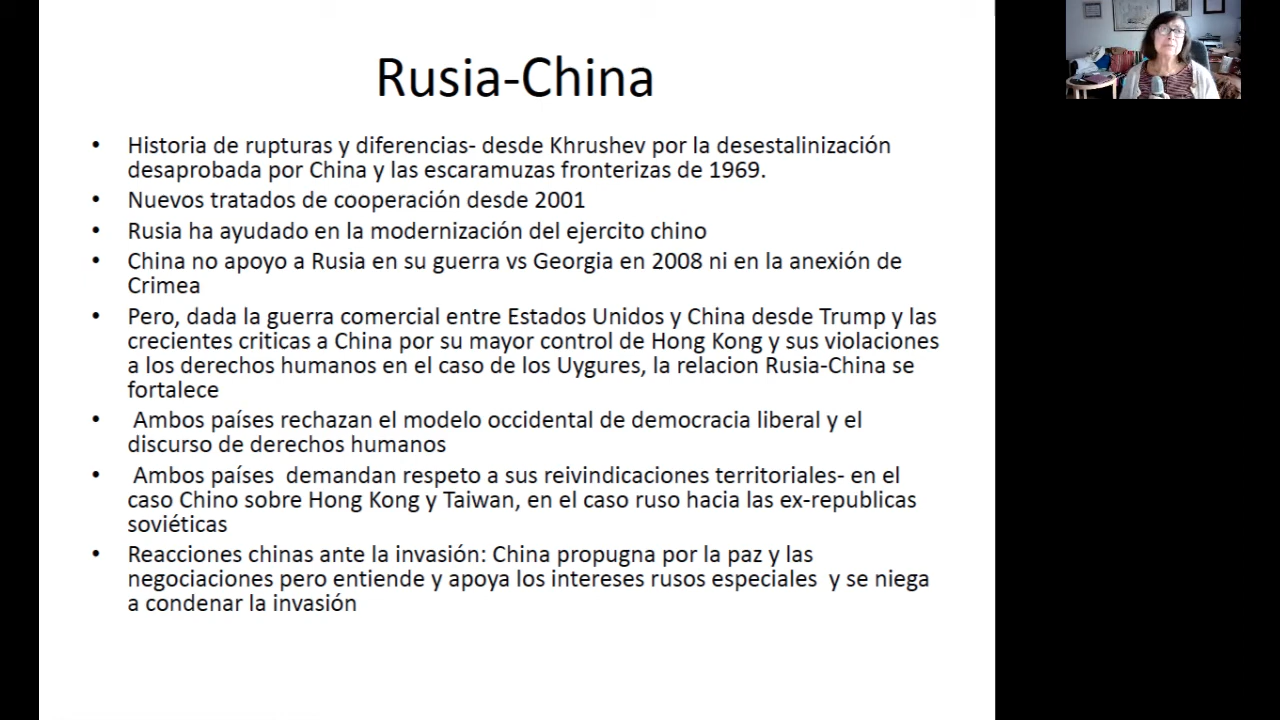 Rusia-China
• Historia de rupturas y diferencias- desde Khrushev por la desestalinización
desaprobada por China y las escaramuzas fronterizas de 1969.
• Nuevos tratados de cooperación desde 2001
• Rusia ha ayudado en la modernización del ejercito chino
• China no apoyo a Rusia en su guerra vs Georgia en 2008 ni en la anexión de
Crimea
• Pero, dada la guerra comercial entre Estados Unidos y China desde Trump y las
crecientes criticas a China por su mayor control de Hong Kong y sus violaciones
a los derechos humanos en el caso de los Uygures, la relacion Rusia-China se
fortalece
• Ambos países rechazan el modelo occidental de democracia liberal y el
discurso de derechos humanos
• Ambos países demandan respeto a sus reivindicaciones territoriales- en el
caso Chino sobre Hong Kong y Taiwan, en el caso ruso hacia las ex-republicas
soviéticas
• Reacciones chinas ante la invasión: China propugna por la paz y las
negociaciones pero entiende y apoya los intereses rusos especiales y se niega
a condenar la invasión